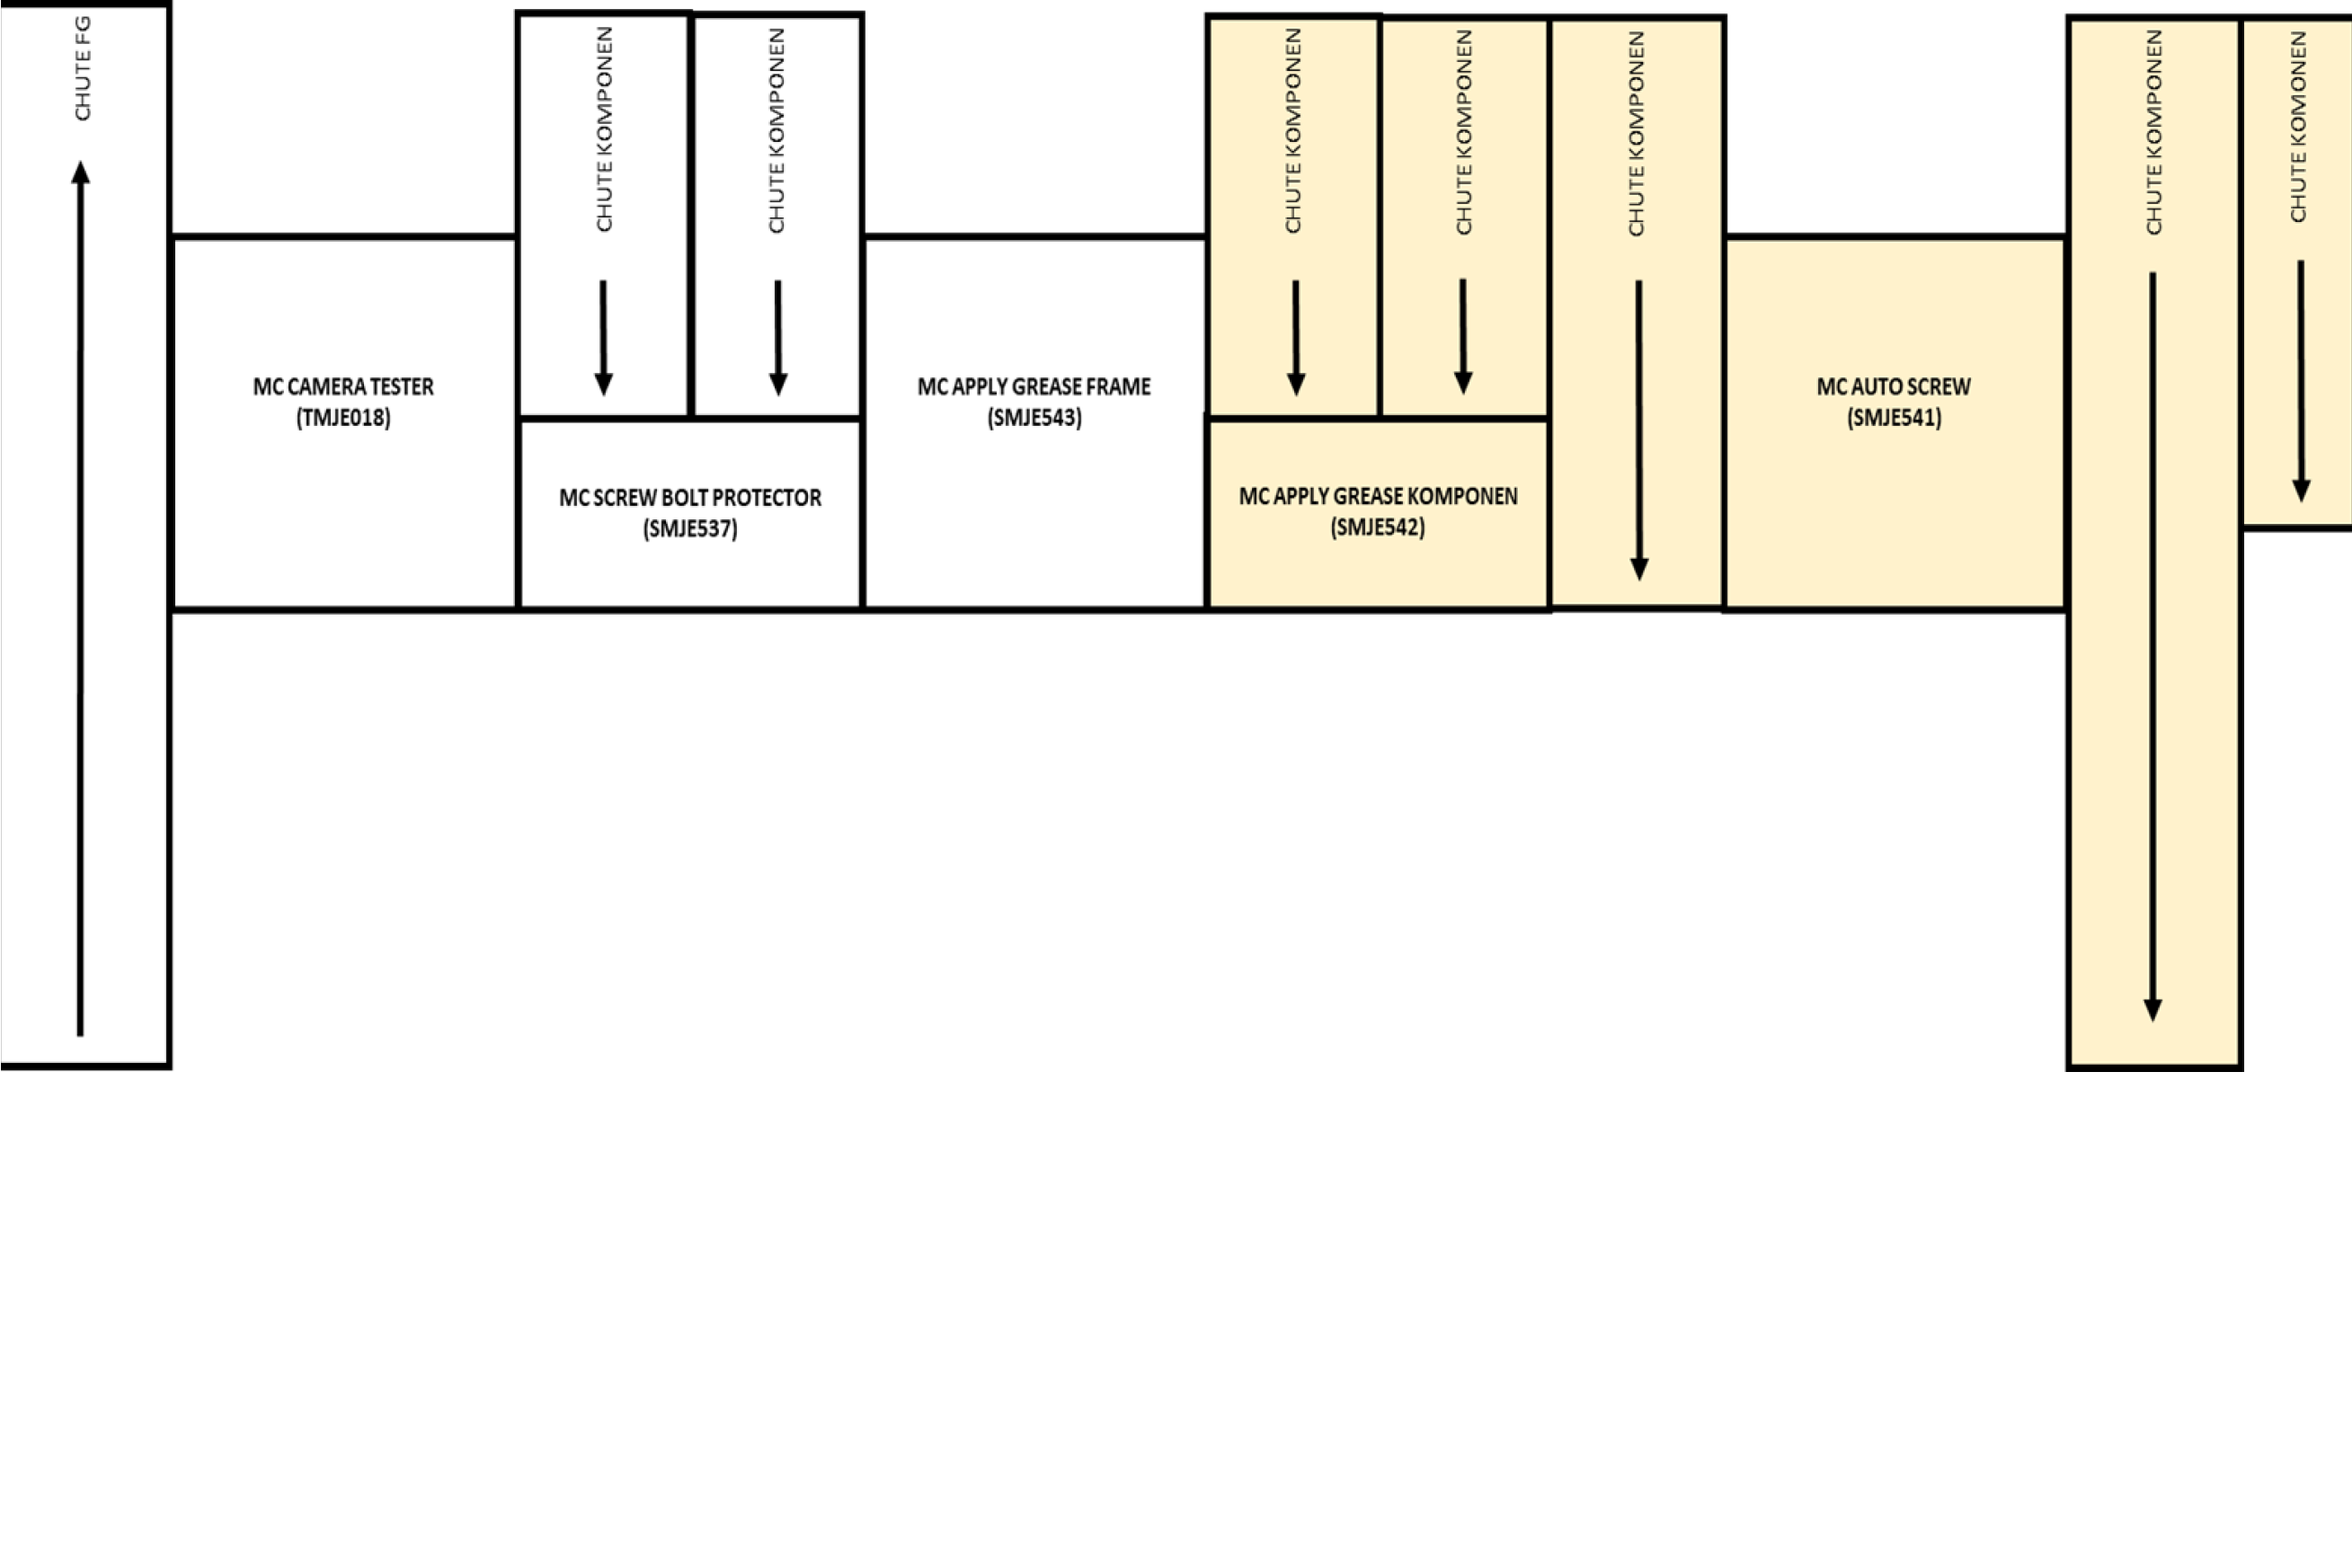 CHUTE FG
CHUTE KOMPONEN
CHUTE KOMPONEN
CHUTE KOMPONEN
CHUTE KOMPONEN
CHUTE KOMPONEN
CHUTE KOMPONEN
CHUTE KOMONEN
MC CAMERA TESTER
(TMJE018)
MC SCREW BOLT PROTECTOR
(SMJE537)
MC APPLY GREASE FRAME
(SMJE543)
MC APPLY GREASE KOMPONEN
(SMJE542)
MC AUTO SCREW
(SMJE541)